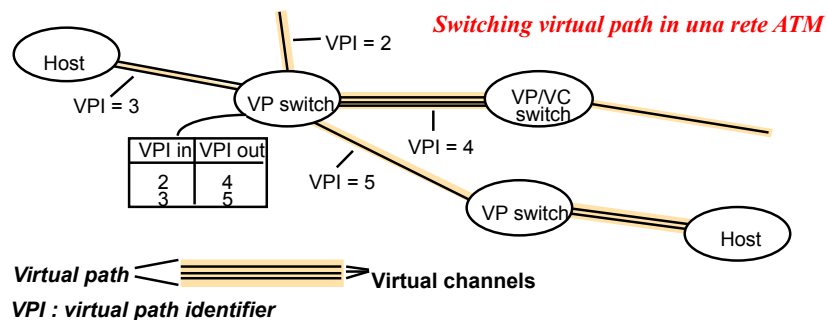 Switching virtual path in una rete ATM
VPI = 2
Host
VPI = 3
VP switch
VP/VC
switch
VPI = 4
VPI in VPI out
2 4
3 5
VPI = 5
VP switch
Host
Virtual path
Virtual channels
VPI : virtual path identifier